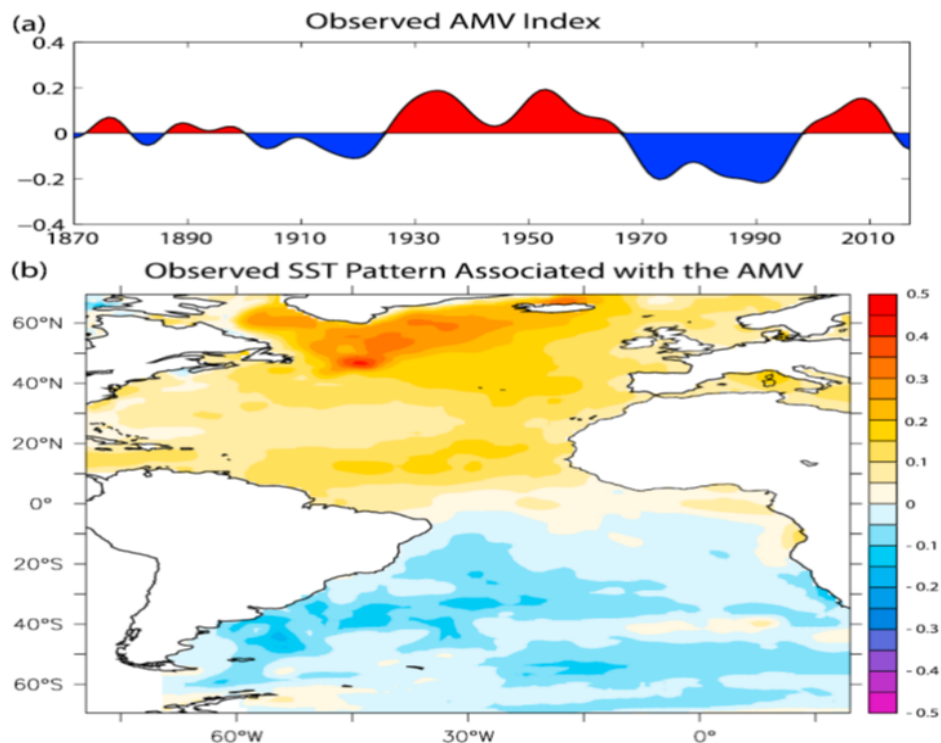 (a) Observed AMV Index
0.4
0.2
0
−0.2
−0.4
1870 1890 1910 1930 1950 1970 1990 2010
(b) Observed SST Pattern Associated with the AMV
60°N
40°N
20°N
0°
20°S
40°S
60°S
60°W 30°W 0°
0.5
0.4
0.3
0.2
0.1
0
- 0.1
- 0.2
- 0.3
- 0.4
- 0.5